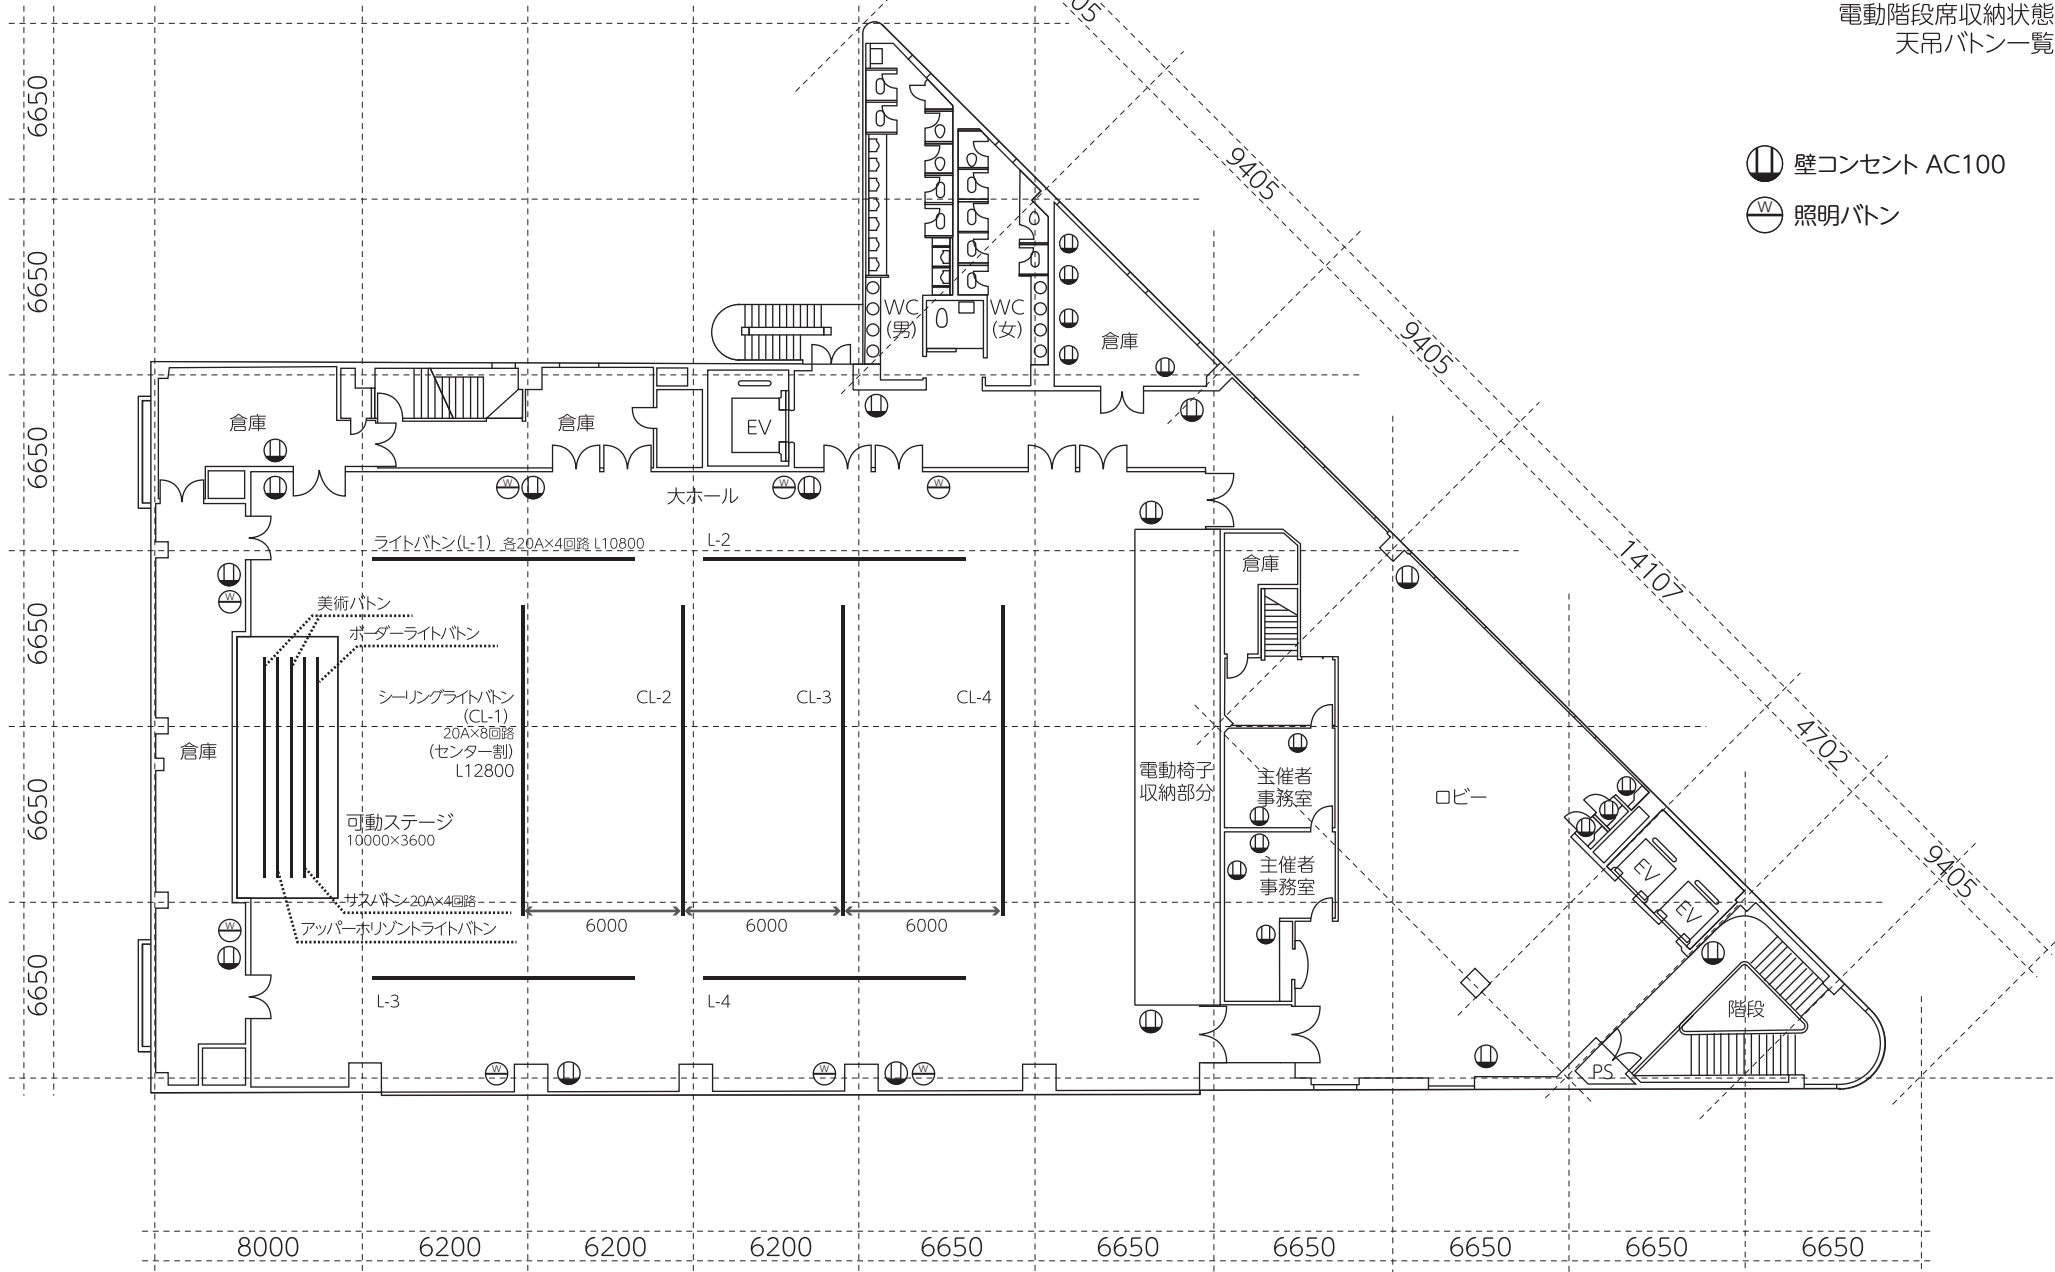 電動階段席収納状態
天吊バトン一覧
05
9405
9405
14107
4702
9405
壁コンセント AC100
W
照明バトン
6650
6650
6650
6650
6650
6650
WC
(男)
WC
(女)
倉庫
倉庫
倉庫
EV
W
W
W
大ホール
ライトバトン(L-1) 各20A×4回路 L10800
L-2
倉庫
W
美術バトン
ボーダーライトバトン
シーリングライトバトン
(CL-1)
20A×8回路
(センター割)
L12800
CL-2
CL-3
CL-4
倉庫
電動椅子
収納部分
主催者
事務室
ロビー
可動ステージ
10000×3600
主催者
事務室
EV
EV
サスバトン 20A×4回路
アッパーホリゾントライトバトン
W
6000
6000
6000
L-3
L-4
階段
W
W
W
PS
8000
6200
6200
6200
6650
6650
6650
6650
6650
6650